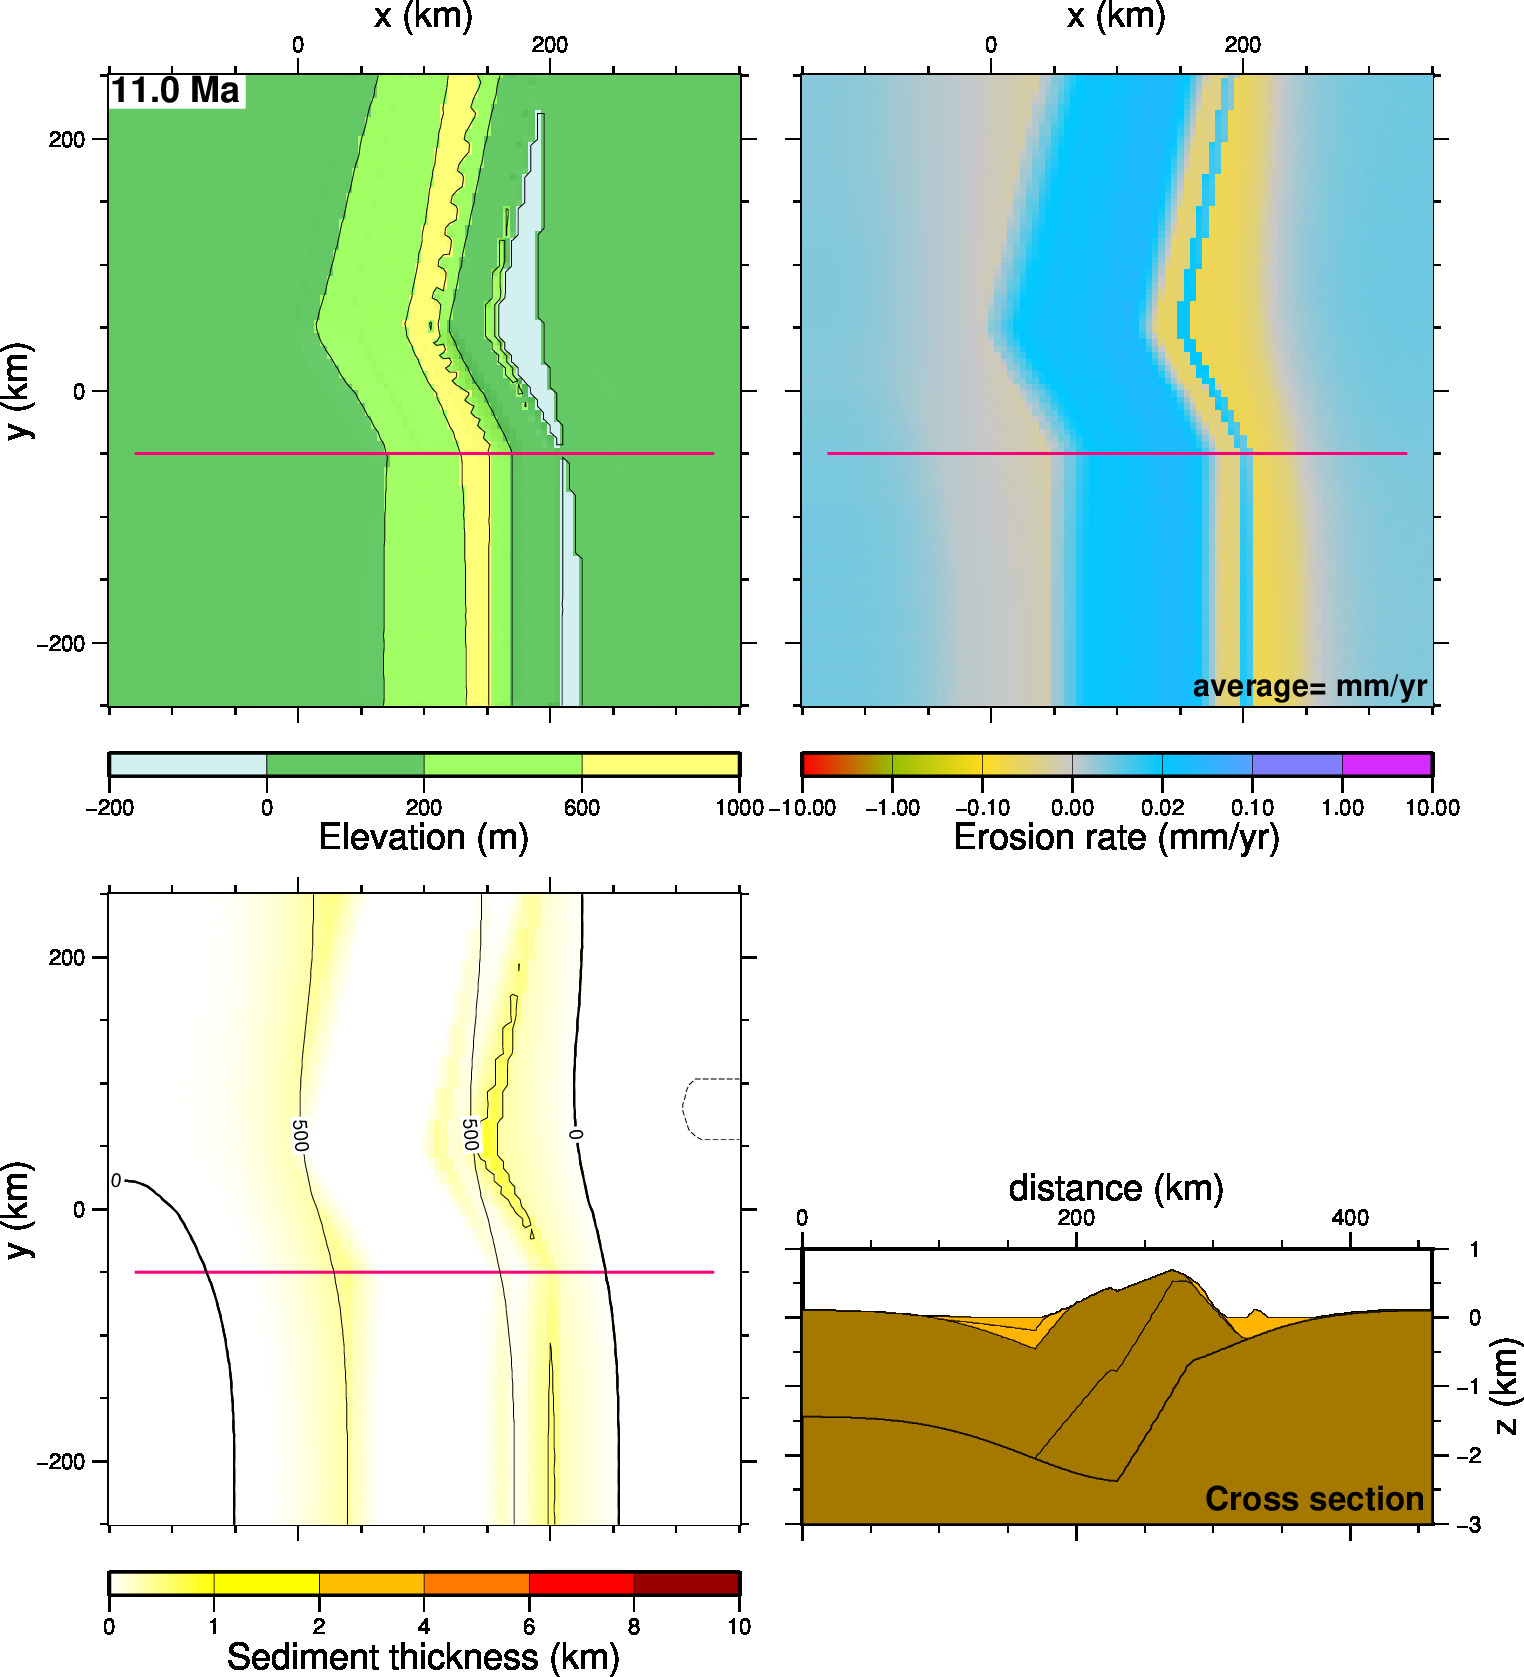 x (km)
0 200
11.0 Ma
y (km)
200
0
−200
−200 0 200 600 1000
Elevation (m)
x (km)
0 200
average= mm/yr
−10.00 −1.00 −0.10 0.00 0.02 0.10 1.00 10.00
Erosion rate (mm/yr)
y (km)
200
0
−200
500
500
0
0
0 1 2 4 6 8 10
Sediment thickness (km)
distance (km)
0 200 400
1
0
−1
−2
−3
z (km)
Cross section